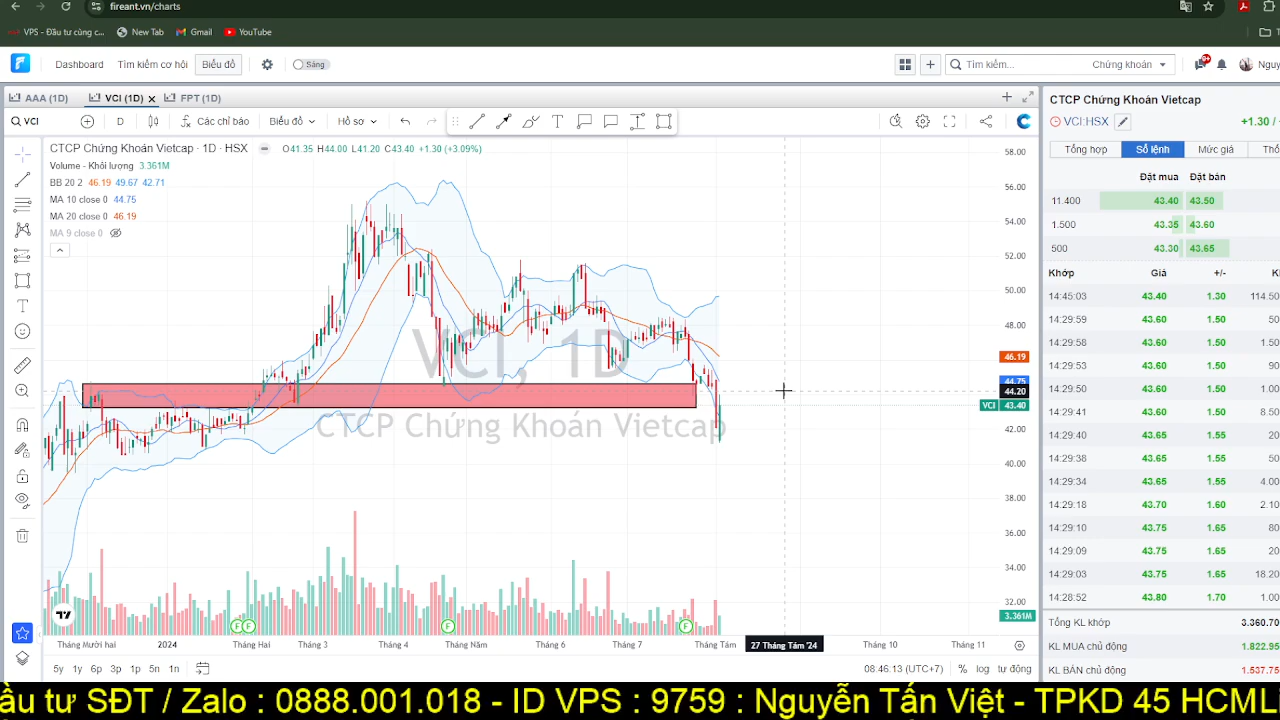 fireant.vn/charts
VPS - Đầu tư cùng c...
New Tab
Gmail
YouTube
Dashboard
Tìm kiếm cơ hội
Biểu đồ
Sáng
Tìm kiếm...
Chứng khoán
9+
AAA (1D)
VCI (1D)
FPT (1D)
VCI
D
Các chỉ báo
Biểu đồ
Hồ sơ
CTCP Chứng Khoán Vietcap · 1D · HSX
O41.35 H44.00 L41.20 C43.40 +1.30 (+3.09%)
Volume - Khối lượng 3.361M
BB 20 2 46.19 49.67 42.71
MA 10 close 0 44.75
MA 20 close 0 46.19
MA 9 close 0
VCI, 1D
CTCP Chứng Khoán Vietcap
58.00
56.00
54.00
52.00
50.00
48.00
46.19
44.75
44.20
VCI 43.40
42.00
40.00
38.00
36.00
34.00
32.00
3.361M
F F F F
Tháng Mười hai 2024 Tháng Hai Tháng 3 Tháng 4 Tháng Năm Tháng 6 Tháng 7 Tháng Tám 27 Tháng Tám '24 Tháng 10 Tháng 11
5y 1y 6p 3p 1p 5n 1n
08:46:13 (UTC+7) % log tự động
CTCP Chứng Khoán Vietcap
VCI:HSX
+1.30 /
Tổng hợp Sổ lệnh Mức giá
Đặt mua Đặt bán
11.400 43.40 43.50
1.500 43.35 43.60
500 43.30 43.65
Khớp Giá +/-
14:45:03 43.40 1.30 114.50
14:29:59 43.60 1.50
14:29:58 43.60 1.50
14:29:53 43.60 1.50
14:29:50 43.60 1.50
14:29:41 43.60 1.50
14:29:40 43.65 1.55
14:29:38 43.65 1.55
14:29:34 43.65 1.55
14:29:18 43.70 1.60
14:29:10 43.75 1.65
14:29:09 43.75 1.65
14:29:03 43.75 1.65
14:28:52 43.80 1.70
Tổng KL khớp 3.360.70
KL MUA chủ động 1.822.95
KL BÁN chủ động 1.537.75
ầu tư SĐT / Zalo : 0888.001.018 - ID VPS : 9759 : Nguyễn Tấn Việt - TPKD 45 HCML